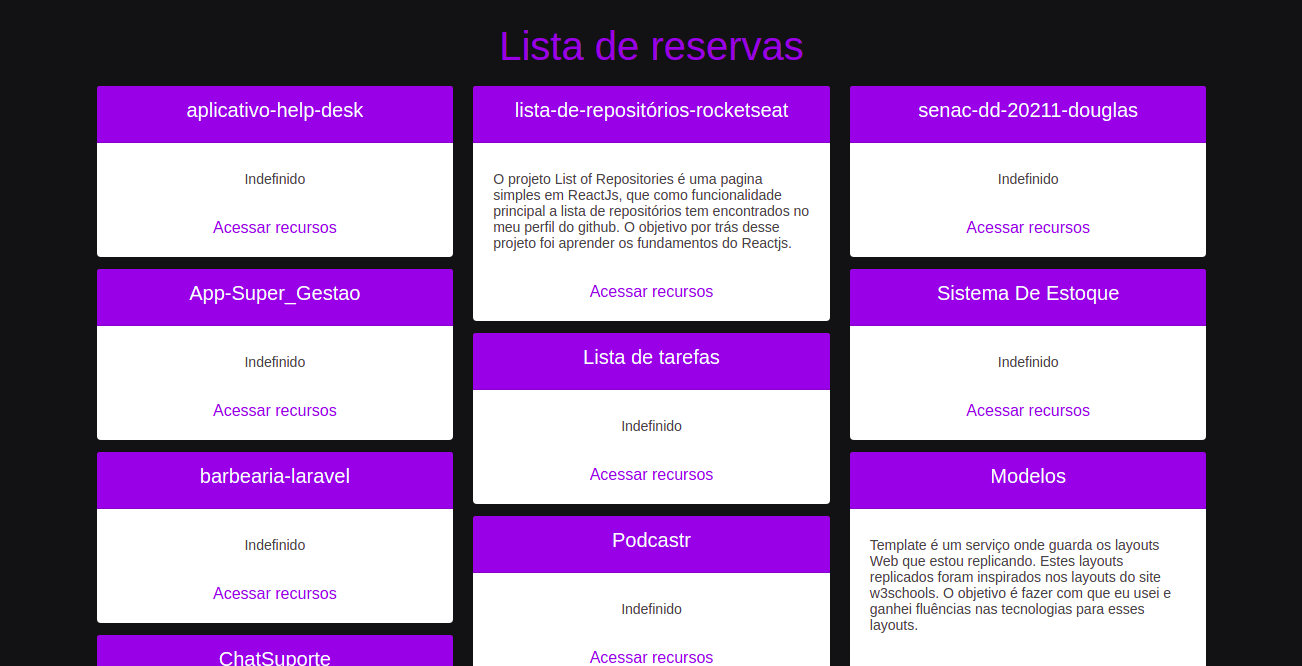 Lista de reservas
aplicativo-help-desk
Indefinido
Acessar recursos
App-Super_Gestao
Indefinido
Acessar recursos
barbearia-laravel
Indefinido
Acessar recursos
ChatSuporte
lista-de-repositórios-rocketseat
O projeto List of Repositories é uma pagina
simples em ReactJs, que como funcionalidade
principal a lista de repositórios tem encontrados no
meu perfil do github. O objetivo por trás desse
projeto foi aprender os fundamentos do Reactjs.
Acessar recursos
Lista de tarefas
Indefinido
Acessar recursos
Podcastr
Indefinido
Acessar recursos
senac-dd-20211-douglas
Indefinido
Acessar recursos
Sistema De Estoque
Indefinido
Acessar recursos
Modelos
Template é um serviço onde guarda os layouts
Web que estou replicando. Estes layouts
replicados foram inspirados nos layouts do site
w3schools. O objetivo é fazer com que eu usei e
ganhei fluências nas tecnologias para esses
layouts.